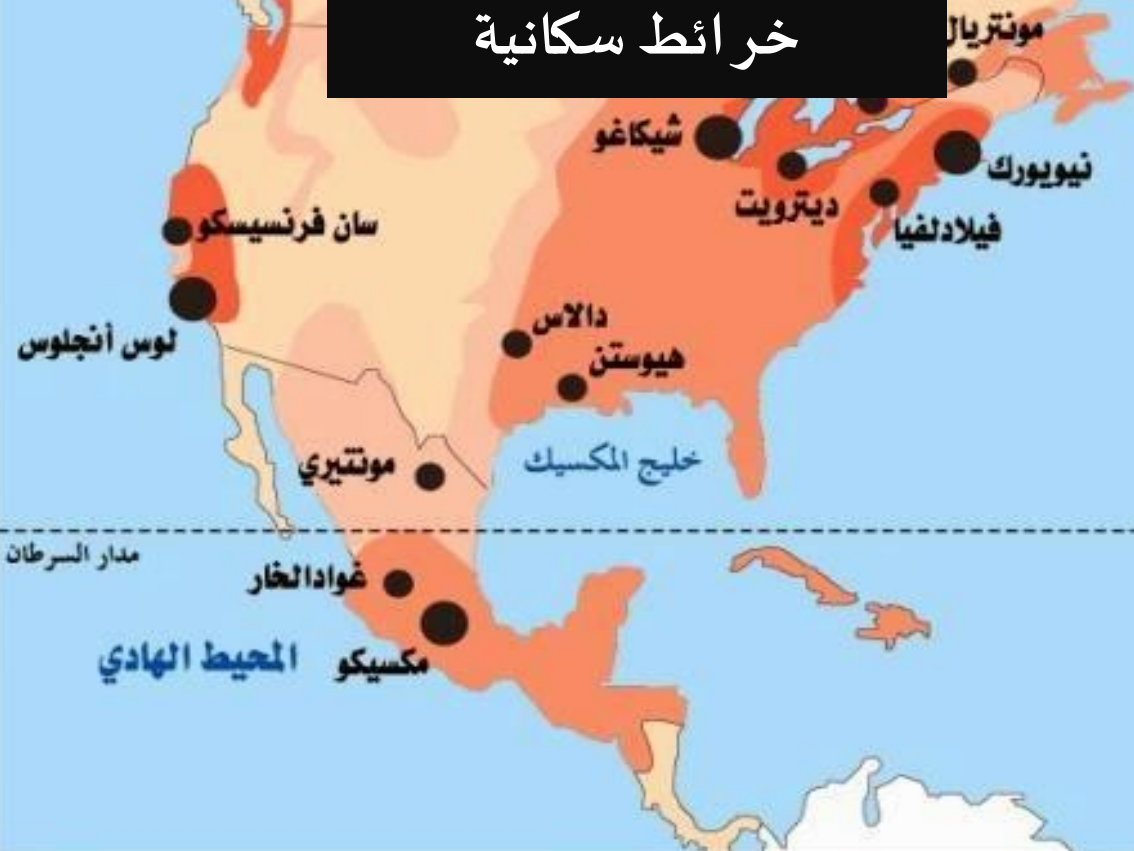 خرائط سكانية
مونتريال
شيكاغو
نيويورك
ديترويت
فيلادلفيا
سان فرنسيسكو
دالاس
لوس أنجلوس
هيوستن
خليج المكسيك
مونتيري
مدار السرطان
غوادالخار
المحيط الهادي
مكسيكو